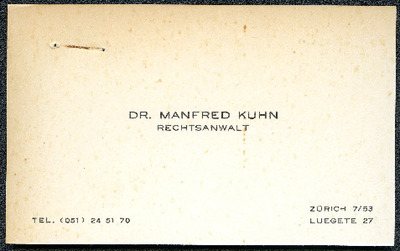 DR. MANFRED KUHN
RECHTSANWALT
TEL. (051) 24 51 70
ZÜRICH 7/53
LUEGETE 27